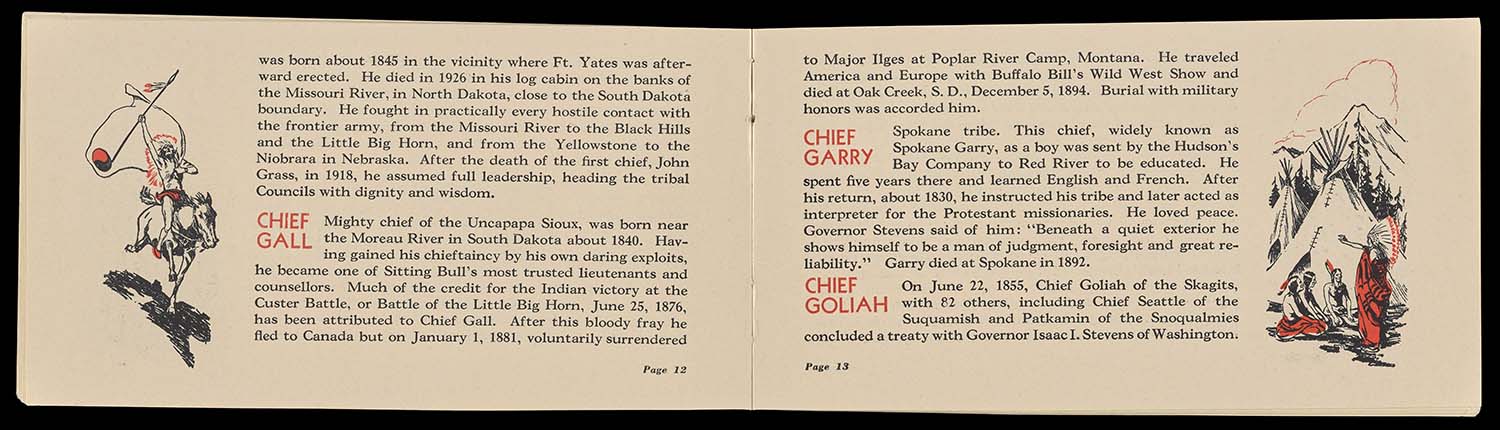 was born about 1845 in the vicinity where Ft. Yates was after-
ward erected. He died in 1926 in his log cabin on the banks of
the Missouri River, in North Dakota, close to the South Dakota
boundary. He fought in practically every hostile contact with
the frontier army, from the Missouri River to the Black Hills
and the Little Big Horn, and from the Yellowstone to the
Niobrara in Nebraska. After the death of the first chief, John
Grass, in 1918, he assumed full leadership, heading the tribal
Councils with dignity and wisdom.
CHIEF
GALL
Mighty chief of the Uncapapa Sioux, was born near
the Moreau River in South Dakota about 1840. Hav-
ing gained his chieftaincy by his own daring exploits,
he became one of Sitting Bull's most trusted lieutenants and
counsellors. Much of the credit for the Indian victory at the
Custer Battle, or Battle of the Little Big Horn, June 25, 1876,
has been attributed to Chief Gall. After this bloody fray he
fled to Canada but on January 1, 1881, voluntarily surrendered
Page 12
to Major Ilges at Poplar River Camp, Montana. He traveled
America and Europe with Buffalo Bill's Wild West Show and
died at Oak Creek, S. D., December 5, 1894. Burial with military
honors was accorded him.
CHIEF
GARRY
Spokane tribe. This chief, widely known as
Spokane Garry, as a boy was sent by the Hudson's
Bay Company to Red River to be educated. He
spent five years there and learned English and French. After
his return, about 1830, he instructed his tribe and later acted as
interpreter for the Protestant missionaries. He loved peace.
Governor Stevens said of him: "Beneath a quiet exterior he
shows himself to be a man of judgment, foresight and great re-
liability." Garry died at Spokane in 1892.
CHIEF
GOLIAH
On June 22, 1855, Chief Goliah of the Skagits,
with 82 others, including Chief Seattle of the
Suquamish and Patkamin of the Snoqualmies
concluded a treaty with Governor Isaac I. Stevens of Washington.
Page 13